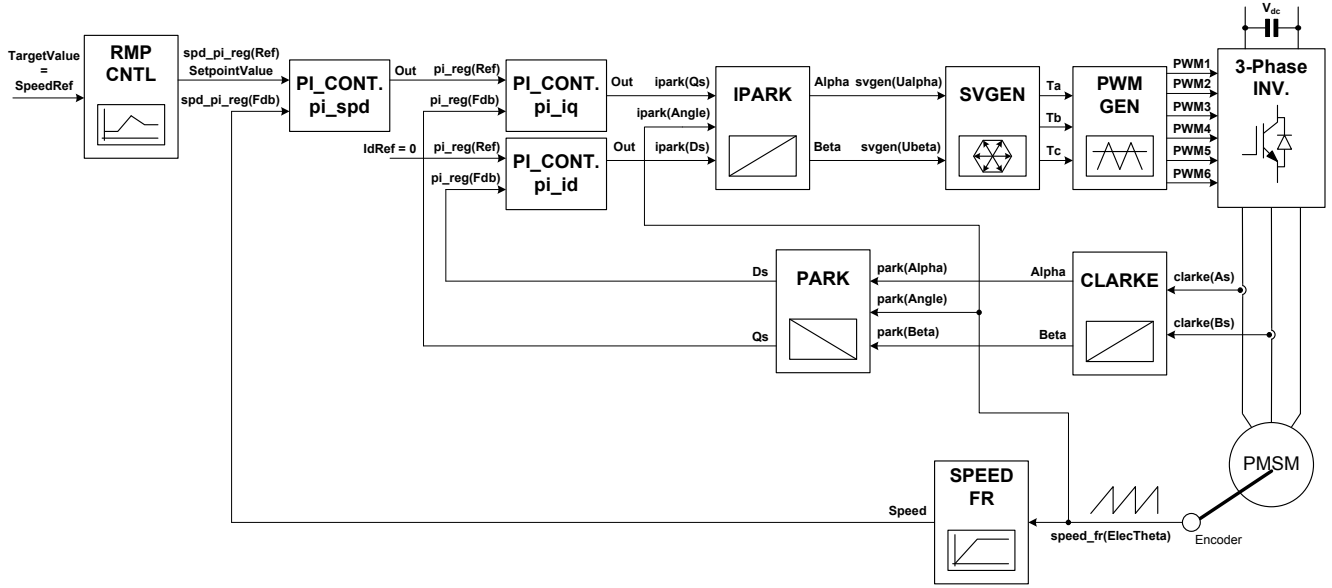 TargetValue
=
SpeedRef
RMP
CNTL
spd_pi_reg(Ref)
SetpointValue
spd_pi_reg(Fdb)
PI_CONT.
pi_spd
Out
pi_reg(Ref)
pi_reg(Fdb)
PI_CONT.
pi_iq
Out
ipark(Qs)
ipark(Angle)
IdRef = 0
pi_reg(Ref)
pi_reg(Fdb)
PI_CONT.
pi_id
Out
ipark(Ds)
IPARK
Alpha
svgen(Ualpha)
Beta
svgen(Ubeta)
SVGEN
Ta
Tb
Tc
PWM
GEN
PWM1
PWM2
PWM3
PWM4
PWM5
PWM6
Vdc
3-Phase
INV.
Ds
Qs
PARK
park(Alpha)
park(Angle)
park(Beta)
Alpha
Beta
CLARKE
clarke(As)
clarke(Bs)
PMSM
Speed
SPEED
FR
speed_fr(ElecTheta)
Encoder